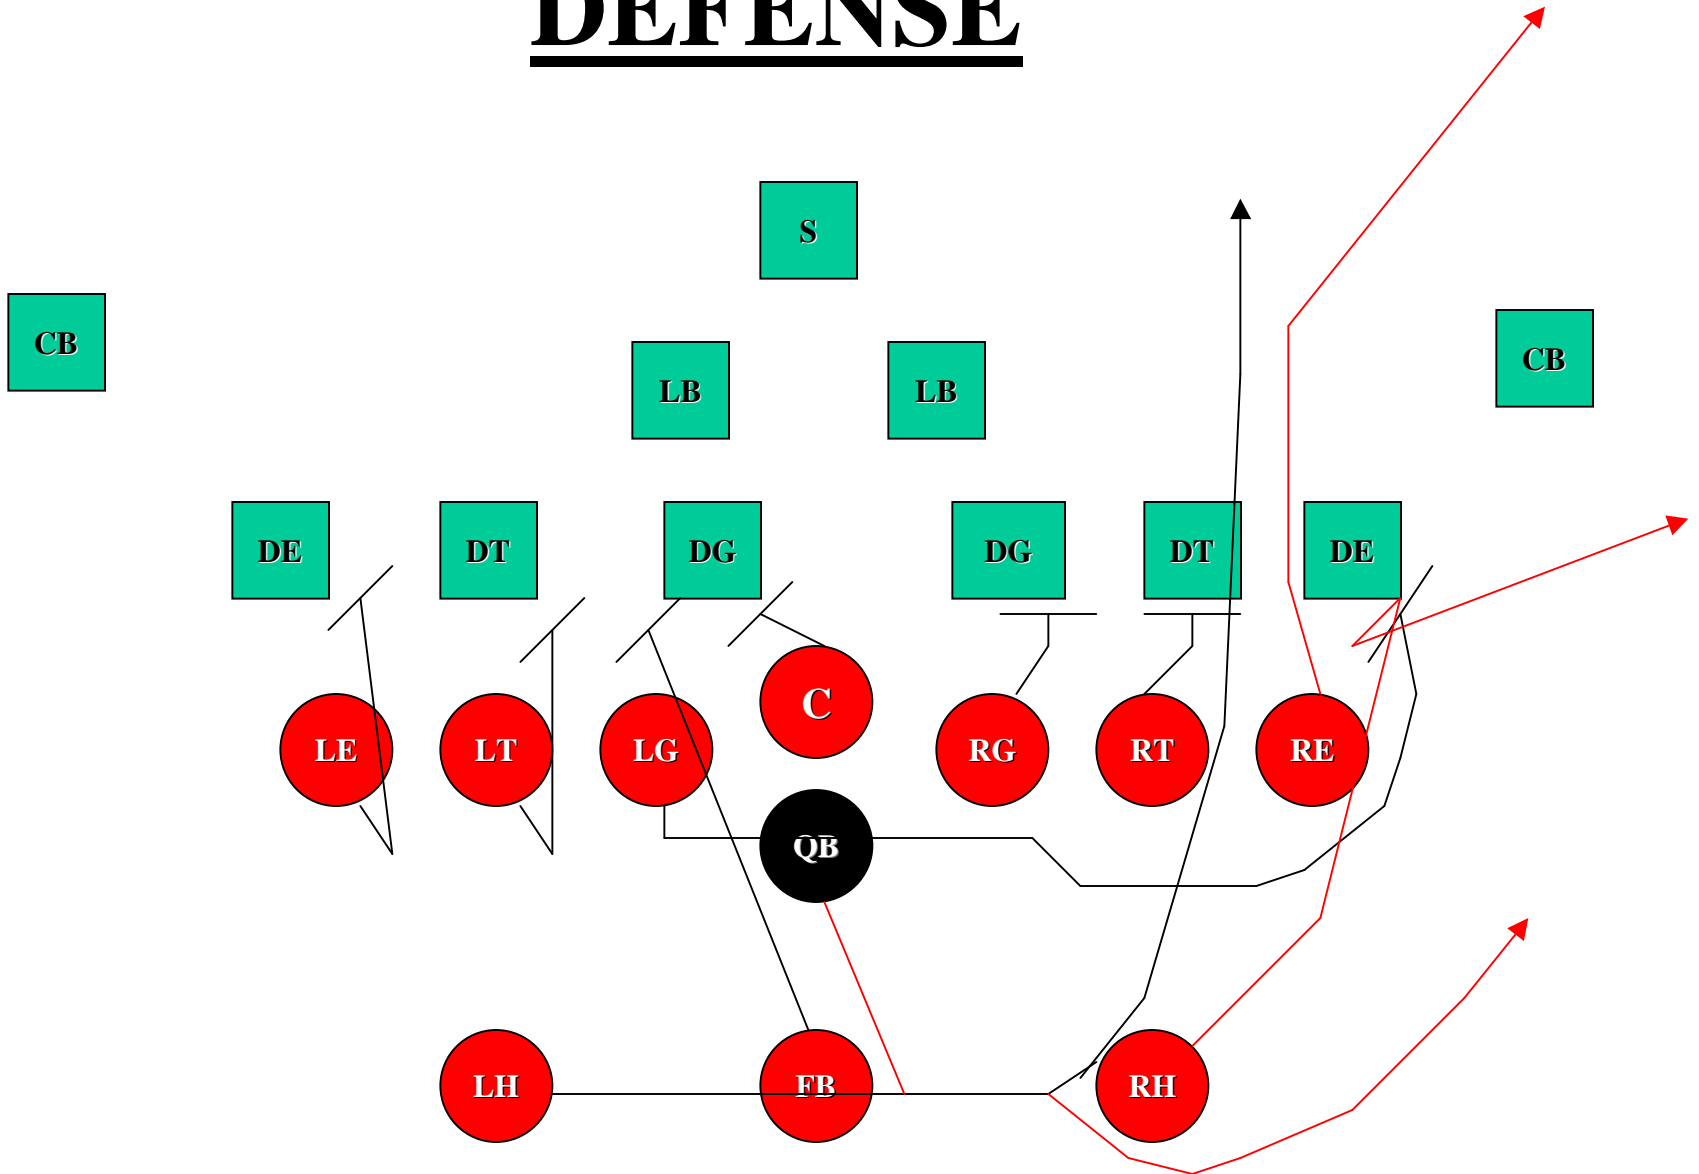 DEFENSE
S
CB
CB
LB LB
DE DT DG DG DT DE
C
LE LT LG RG RT RE
QB
LH FB RH